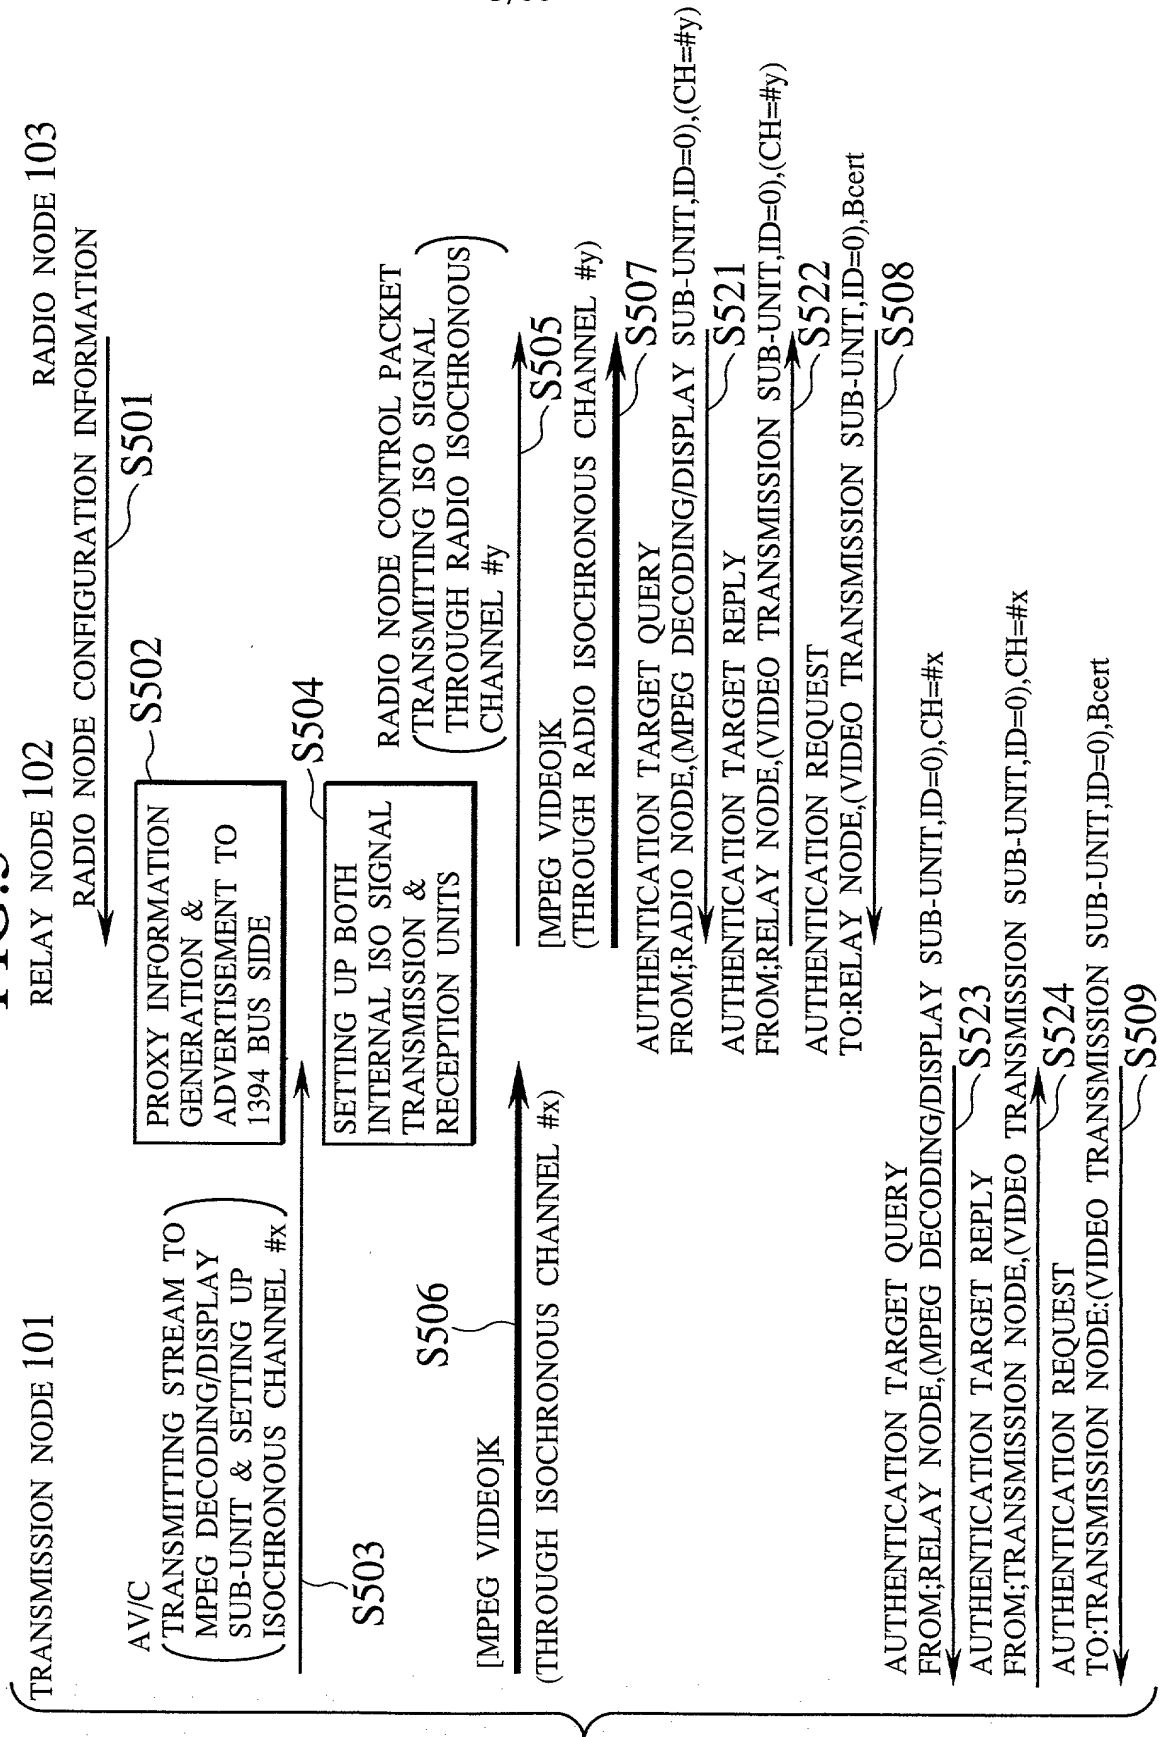 TRANSMISSION NODE 101
RELAY NODE 102
RADIO NODE 103
RADIO NODE CONFIGURATION INFORMATION
S501
PROXY INFORMATION
GENERATION &
ADVERTISEMENT TO
1394 BUS SIDE
S502
AV/C
(TRANSMITTING STREAM TO
MPEG DECODING/DISPLAY
SUB-UNIT & SETTING UP
ISOCHRONOUS CHANNEL #x)
S503
SETTING UP BOTH
INTERNAL ISO SIGNAL
TRANSMISSION &
RECEPTION UNITS
S504
RADIO NODE CONTROL PACKET
(TRANSMITTING ISO SIGNAL
THROUGH RADIO ISOCHRONOUS
CHANNEL #y)
S505
[MPEG VIDEO]K
(THROUGH ISOCHRONOUS CHANNEL #x)
S506
[MPEG VIDEO]K
(THROUGH RADIO ISOCHRONOUS CHANNEL #y)
S507
AUTHENTICATION TARGET QUERY
FROM;RADIO NODE,(MPEG DECODING/DISPLAY SUB-UNIT,ID=0),(CH=#y)
S521
AUTHENTICATION TARGET REPLY
FROM;RELAY NODE,(VIDEO TRANSMISSION SUB-UNIT,ID=0),(CH=#y)
S522
AUTHENTICATION REQUEST
TO:RELAY NODE,(VIDEO TRANSMISSION SUB-UNIT,ID=0),Bcert
S508
AUTHENTICATION TARGET QUERY
FROM;RELAY NODE,(MPEG DECODING/DISPLAY SUB-UNIT,ID=0),CH=#x
S523
AUTHENTICATION TARGET REPLY
FROM;TRANSMISSION NODE,(VIDEO TRANSMISSION SUB-UNIT,ID=0),CH=#x
S524
AUTHENTICATION REQUEST
TO:TRANSMISSION NODE;(VIDEO TRANSMISSION SUB-UNIT,ID=0),Bcert
S509